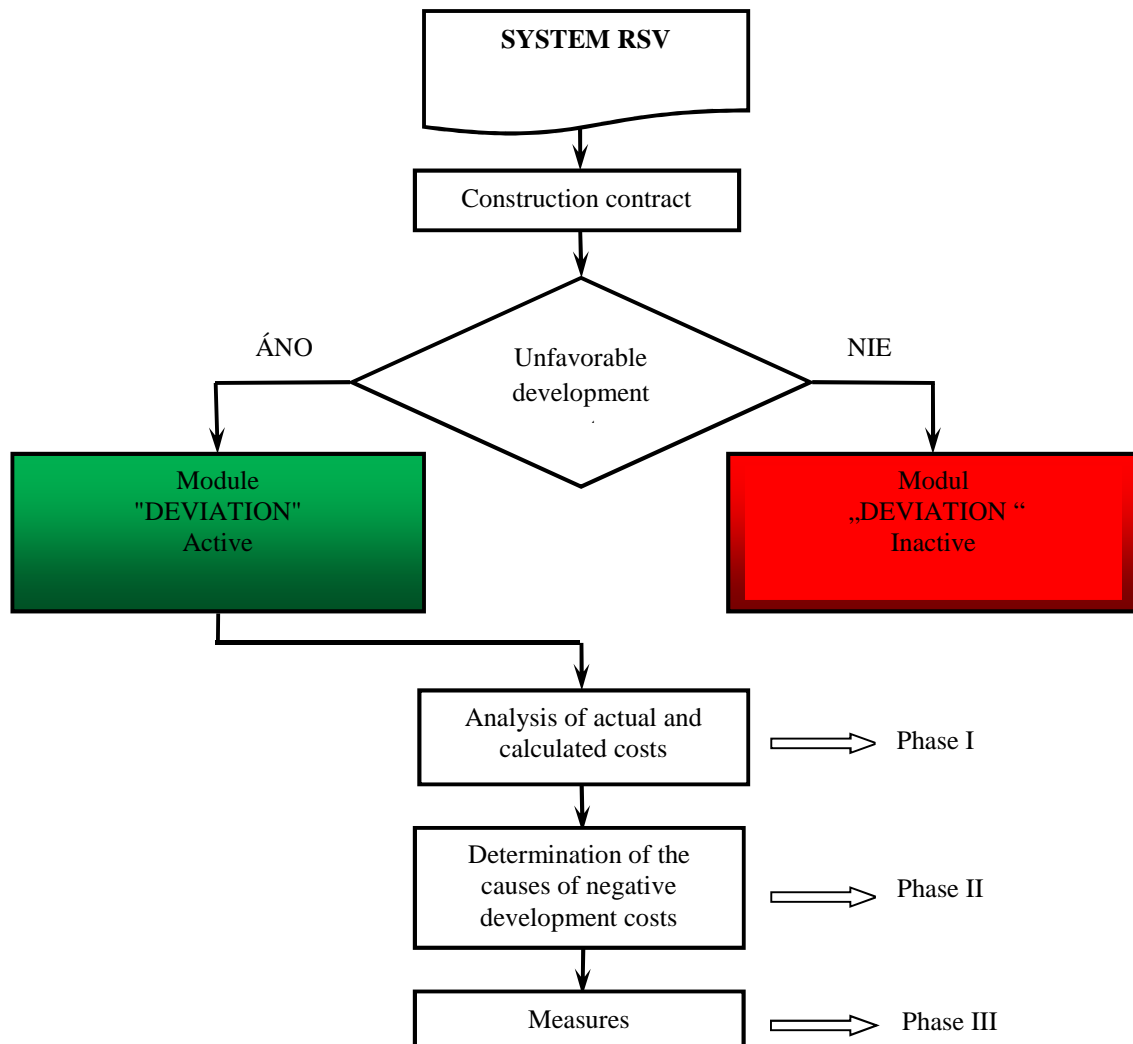 SYSTEM RSV
Construction contract
ÁNO
NIE
Unfavorable
development
Module
"DEVIATION"
Active
Modul
„DEVIATION “
Inactive
Analysis of actual and
calculated costs
Phase I
Determination of the
causes of negative
development costs
Phase II
Measures
Phase III